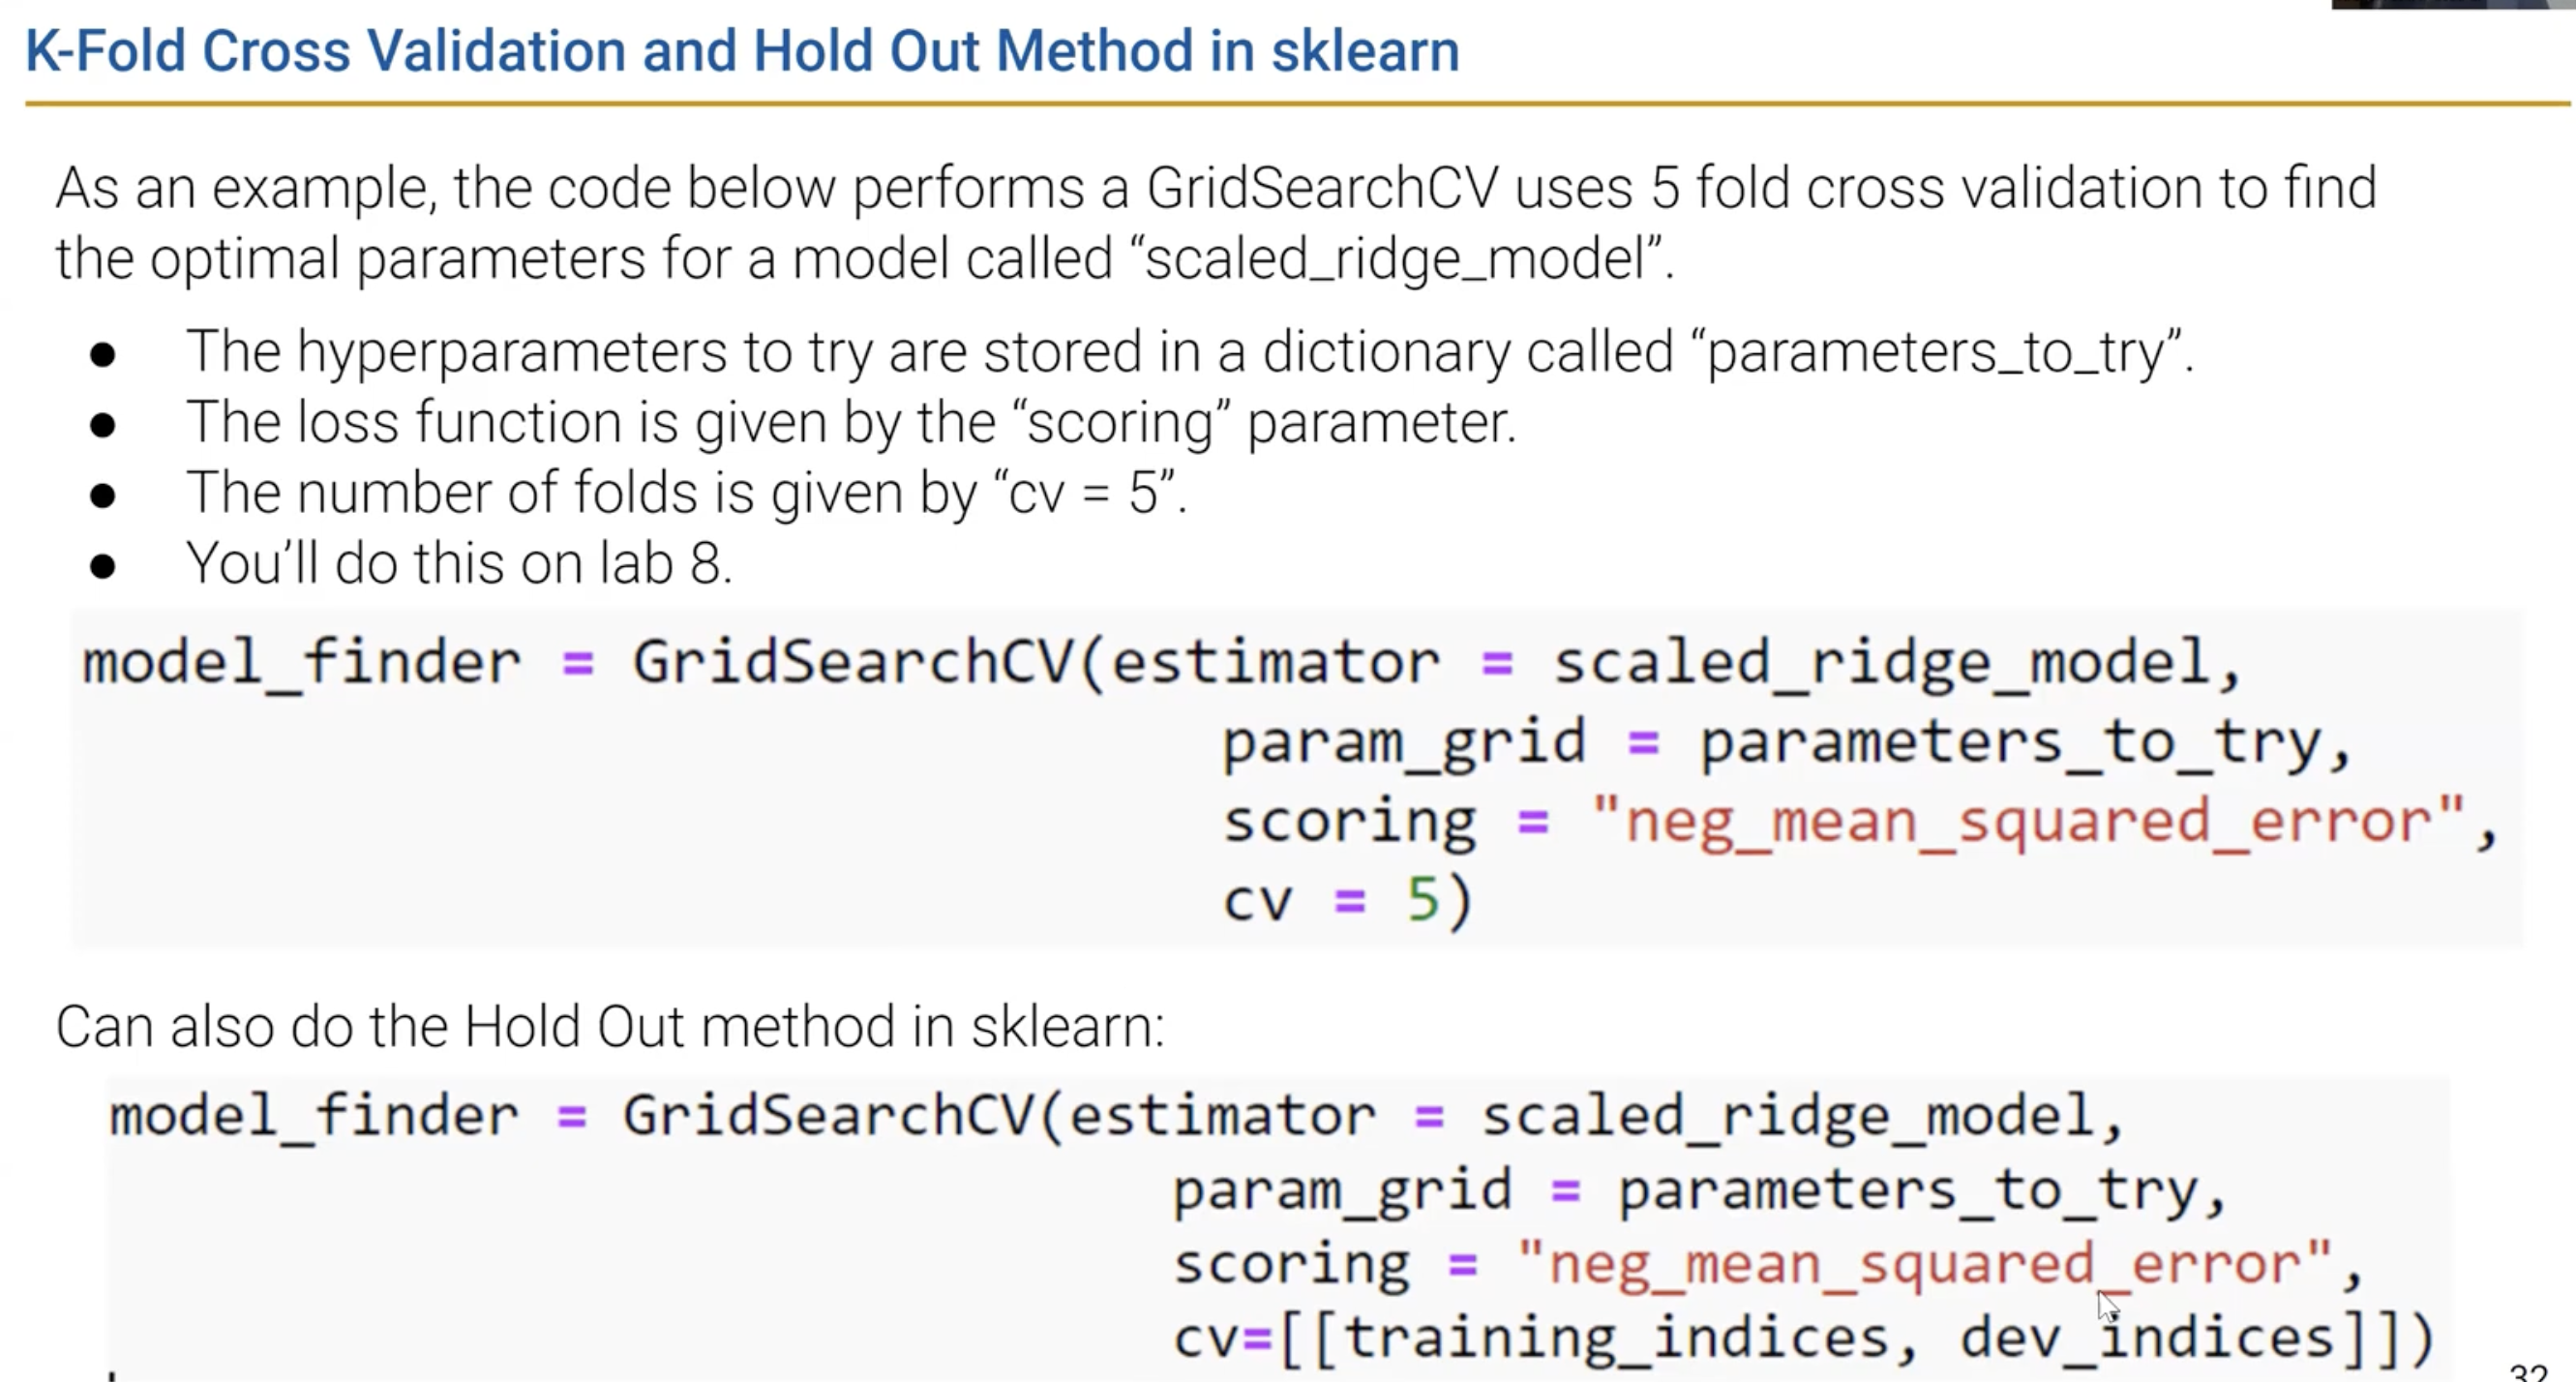 K-Fold Cross Validation and Hold Out Method in sklearn
As an example, the code below performs a GridSearchCV uses 5 fold cross validation to find
the optimal parameters for a model called “scaled_ridge_model”.
● The hyperparameters to try are stored in a dictionary called “parameters_to_try”.
● The loss function is given by the “scoring” parameter.
● The number of folds is given by “cv = 5”.
● You’ll do this on lab 8.
model_finder = GridSearchCV(estimator = scaled_ridge_model,
param_grid = parameters_to_try,
scoring = "neg_mean_squared_error",
cv = 5)
Can also do the Hold Out method in sklearn:
model_finder = GridSearchCV(estimator = scaled_ridge_model,
param_grid = parameters_to_try,
scoring = "neg_mean_squared_error",
cv=[[training_indices, dev_indices]])
32